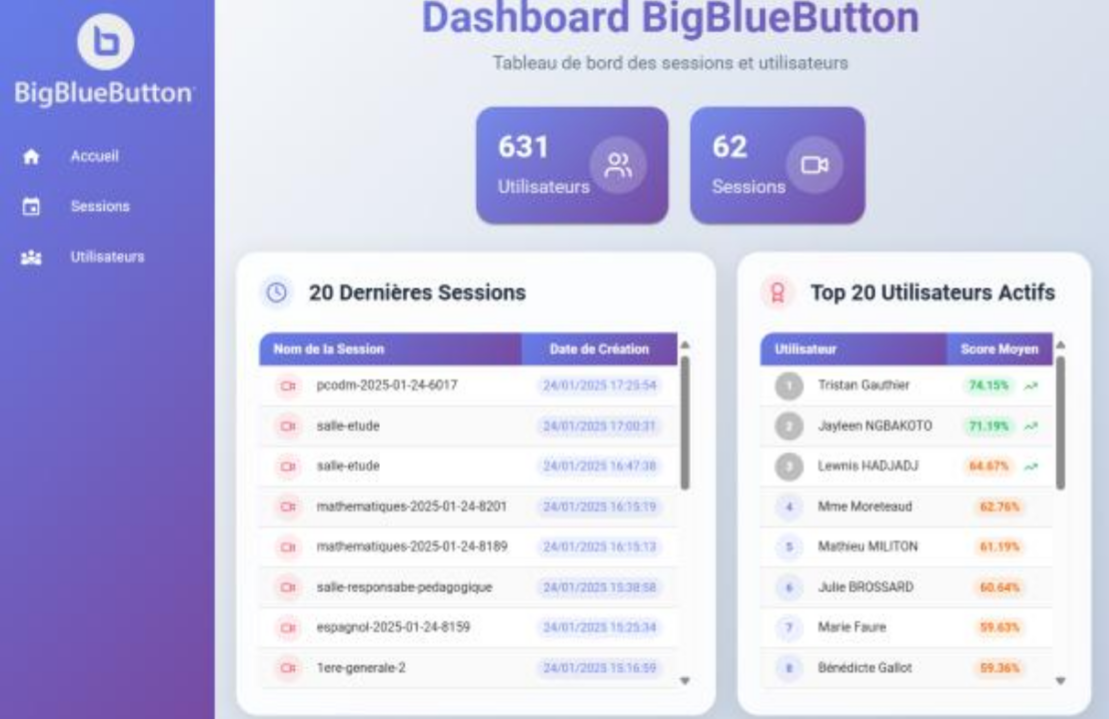 BigBlueButton
Accueil
Sessions
Utilisateurs
Dashboard BigBlueButton
Tableau de bord des sessions et utilisateurs
631
Utilisateurs
62
Sessions
20 Dernières Sessions
Nom de la Session Date de Création
pcodm-2025-01-24-6017 24/01/2025 17:25:54
salle-etude 24/01/2025 17:00:31
salle-etude 24/01/2025 16:47:38
mathematiques-2025-01-24-8201 24/01/2025 16:15:19
mathematiques-2025-01-24-8189 24/01/2025 16:15:13
salle-responsabe-pedagogique 24/01/2025 15:38:58
espagnol-2025-01-24-8159 24/01/2025 15:25:34
1ere-generale-2 24/01/2025 15:16:59
Top 20 Utilisateurs Actifs
Utilisateur Score Moyen
1 Tristan Gauthier 74.15%
2 Jayleen NGBAKOTO 71.19%
3 Lewnis HADJADJ 64.67%
4 Mme Moreteaud 62.76%
5 Mathieu MILITON 61.19%
6 Julie BROSSARD 60.64%
7 Marie Faure 59.63%
8 Bénédicte Gallot 59.36%